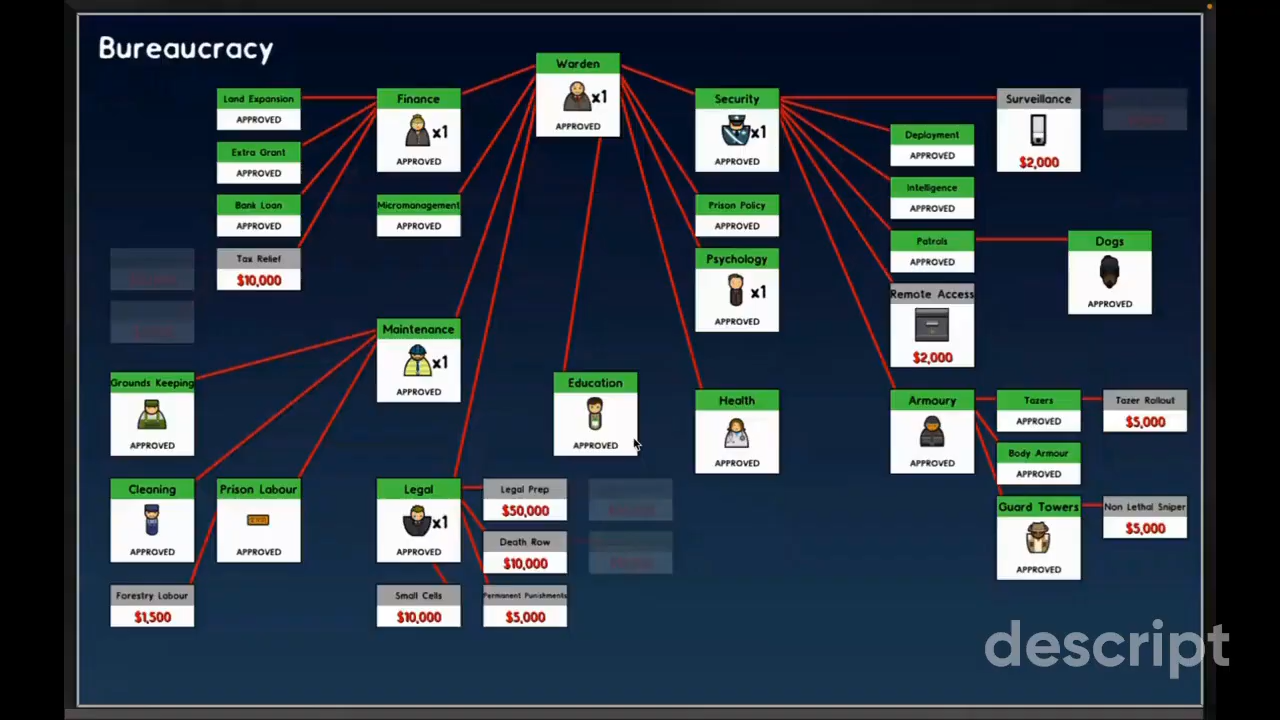 Bureaucracy
Warden
x1
APPROVED
Land Expansion
APPROVED
Finance
x1
APPROVED
Security
x1
APPROVED
Surveillance
$2,000
Deployment
APPROVED
Extra Grant
APPROVED
Intelligence
APPROVED
Bank Loan
APPROVED
Micromanagement
APPROVED
Prison Policy
APPROVED
Patrols
APPROVED
Dogs
APPROVED
Tax Relief
$10,000
Psychology
x1
APPROVED
Remote Access
$2,000
Maintenance
x1
APPROVED
Grounds Keeping
APPROVED
Education
APPROVED
Health
APPROVED
Armoury
APPROVED
Tazers
APPROVED
Tazer Rollout
$5,000
Body Armour
APPROVED
Cleaning
APPROVED
Prison Labour
APPROVED
Legal
x1
APPROVED
Legal Prep
$50,000
Guard Towers
APPROVED
Non Lethal Sniper
$5,000
Death Row
$10,000
Forestry Labour
$1,500
Small Cells
$10,000
Permanent Punishments
$5,000
descript